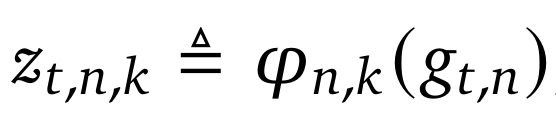 z_{t,n,k} ≜ φ_{n,k}(g_{t,n}),